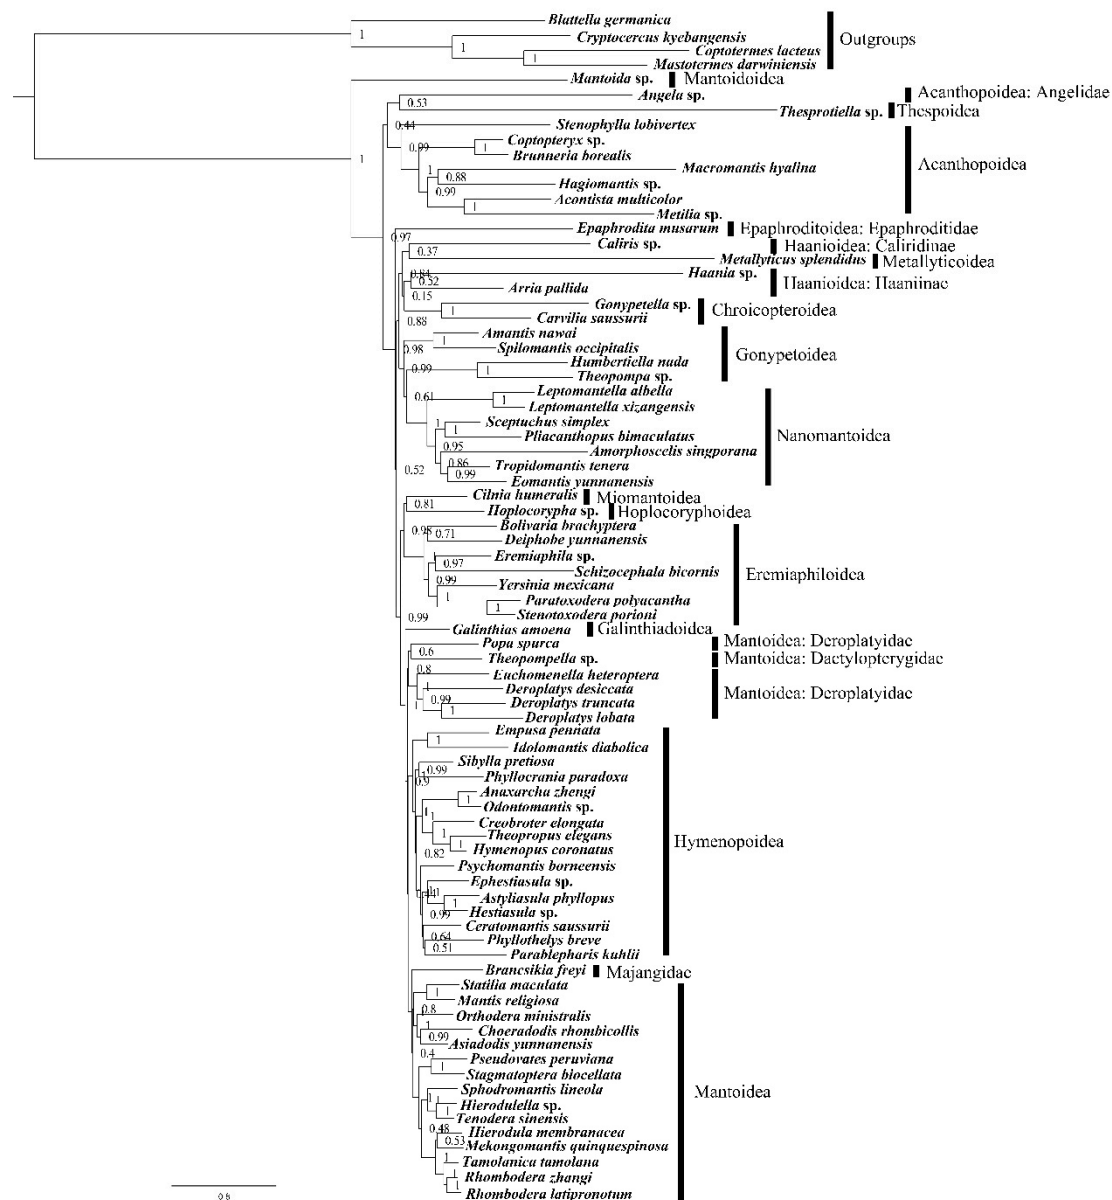 Blattella germanica
1
Cryptocercus kyebangensis
1
Outgroups
Coptotermes lacteus
1
Mastotermes darwiniensis
Mantoida sp. Mantoidoidea
Angela sp. Acanthopoidea: Angelidae
0.53
Thesprotiella sp. Thespoidea
0.44
Stenophylla lobivertex
Coptopteryx sp.
0.99
1
Brunneria borealis
1
Acanthopoidea
1
Macromantis hyalina
0.88
Hagiomantis sp.
0.99
Acontista multicolor
1
Metilia sp.
Epaphrodita musarum Epaphroditoidea: Epaphroditidae
0.97
Caliris sp. Haanioidea: Caliridinae
0.37
Metallyticus splendidus Metallyticoidea
0.84
Haania sp.
0.52
Haanioidea: Haaniinae
Arria pallida
0.15
Gonypetella sp.
1
Chroicopteroidea
0.88
Carvilia saussurii
Amantis nawai
1
0.98
Spilomantis occipitalis
Gonypetoidea
Humbertiella nada
0.99
1
Theopompa sp.
0.61
Leptomantella albella
1
Leptomantella xizangensis
Sceptuchus simplex
1
1
Pliacanthopus bimaculatus
Nanomantoidea
0.95
Amorphoscelis singporana
0.86
Tropidomantis tenera
0.52
0.99
Eomantis yunnanensis
Cilnia humeralis Miomantoidea
0.81
Hoplocorypha sp. Hoplocoryphoidea
Bolivaria brachyptera
0.98
0.71
Deiphobe yunnanensis
Eremiaphila sp.
0.97
Schizocephala bicornis
Eremiaphiloidea
0.99
Yersinia mexicana
1
Paratoxodera polyacantha
1
Stenotoxodera porioni
0.99
Galinthias amoena Galinthiadoidea
Popa spurca Mantoidea: Deroplatyidae
0.6
Theopompella sp. Mantoidea: Dactylopterygidae
0.8
Euchomenella heteroptera
1
Deroplatys desiccata
Mantoidea: Deroplatyidae
0.99
Deroplatys truncata
1
1
Deroplatys lobata
Empusa pennata
1
Idolomantis diabolica
Sibylla pretiosa
0.99
Phyllocrania paradoxa
0.9
Anaxarcha zhengi
1
Odontomantis sp.
1
1
Creobroter elongata
1
Theopropus elegans
1
Hymenopoidea
0.82
Hymenopus coronatus
Psychomantis borneensis
Ephestiasula sp.
1
Astyliasula phyllopus
1
0.99
Hestiasula sp.
Ceratomantis saussurii
0.64
Phyllothelys breve
0.51
Parablepharis kuhlii
Brancsikia freyi Majangidae
Statilia maculata
1
Mantis religiosa
0.8
Orthodera ministralis
1
Choeradodis rhombicollis
0.99
Asiadodis yunnanensis
0.4
Pseudovates peruviana
1
Stagmatoptera biocellata
Sphodromantis lineola
Mantoidea
1
Hierodulella sp.
1
Tenodera sinensis
0.48
Hierodula membranacea
0.53
Mekongomantis quinquespinosa
1
Tamolanica tamolana
Rhombodera zhangi
1
Rhombodera latipronotum
0.6